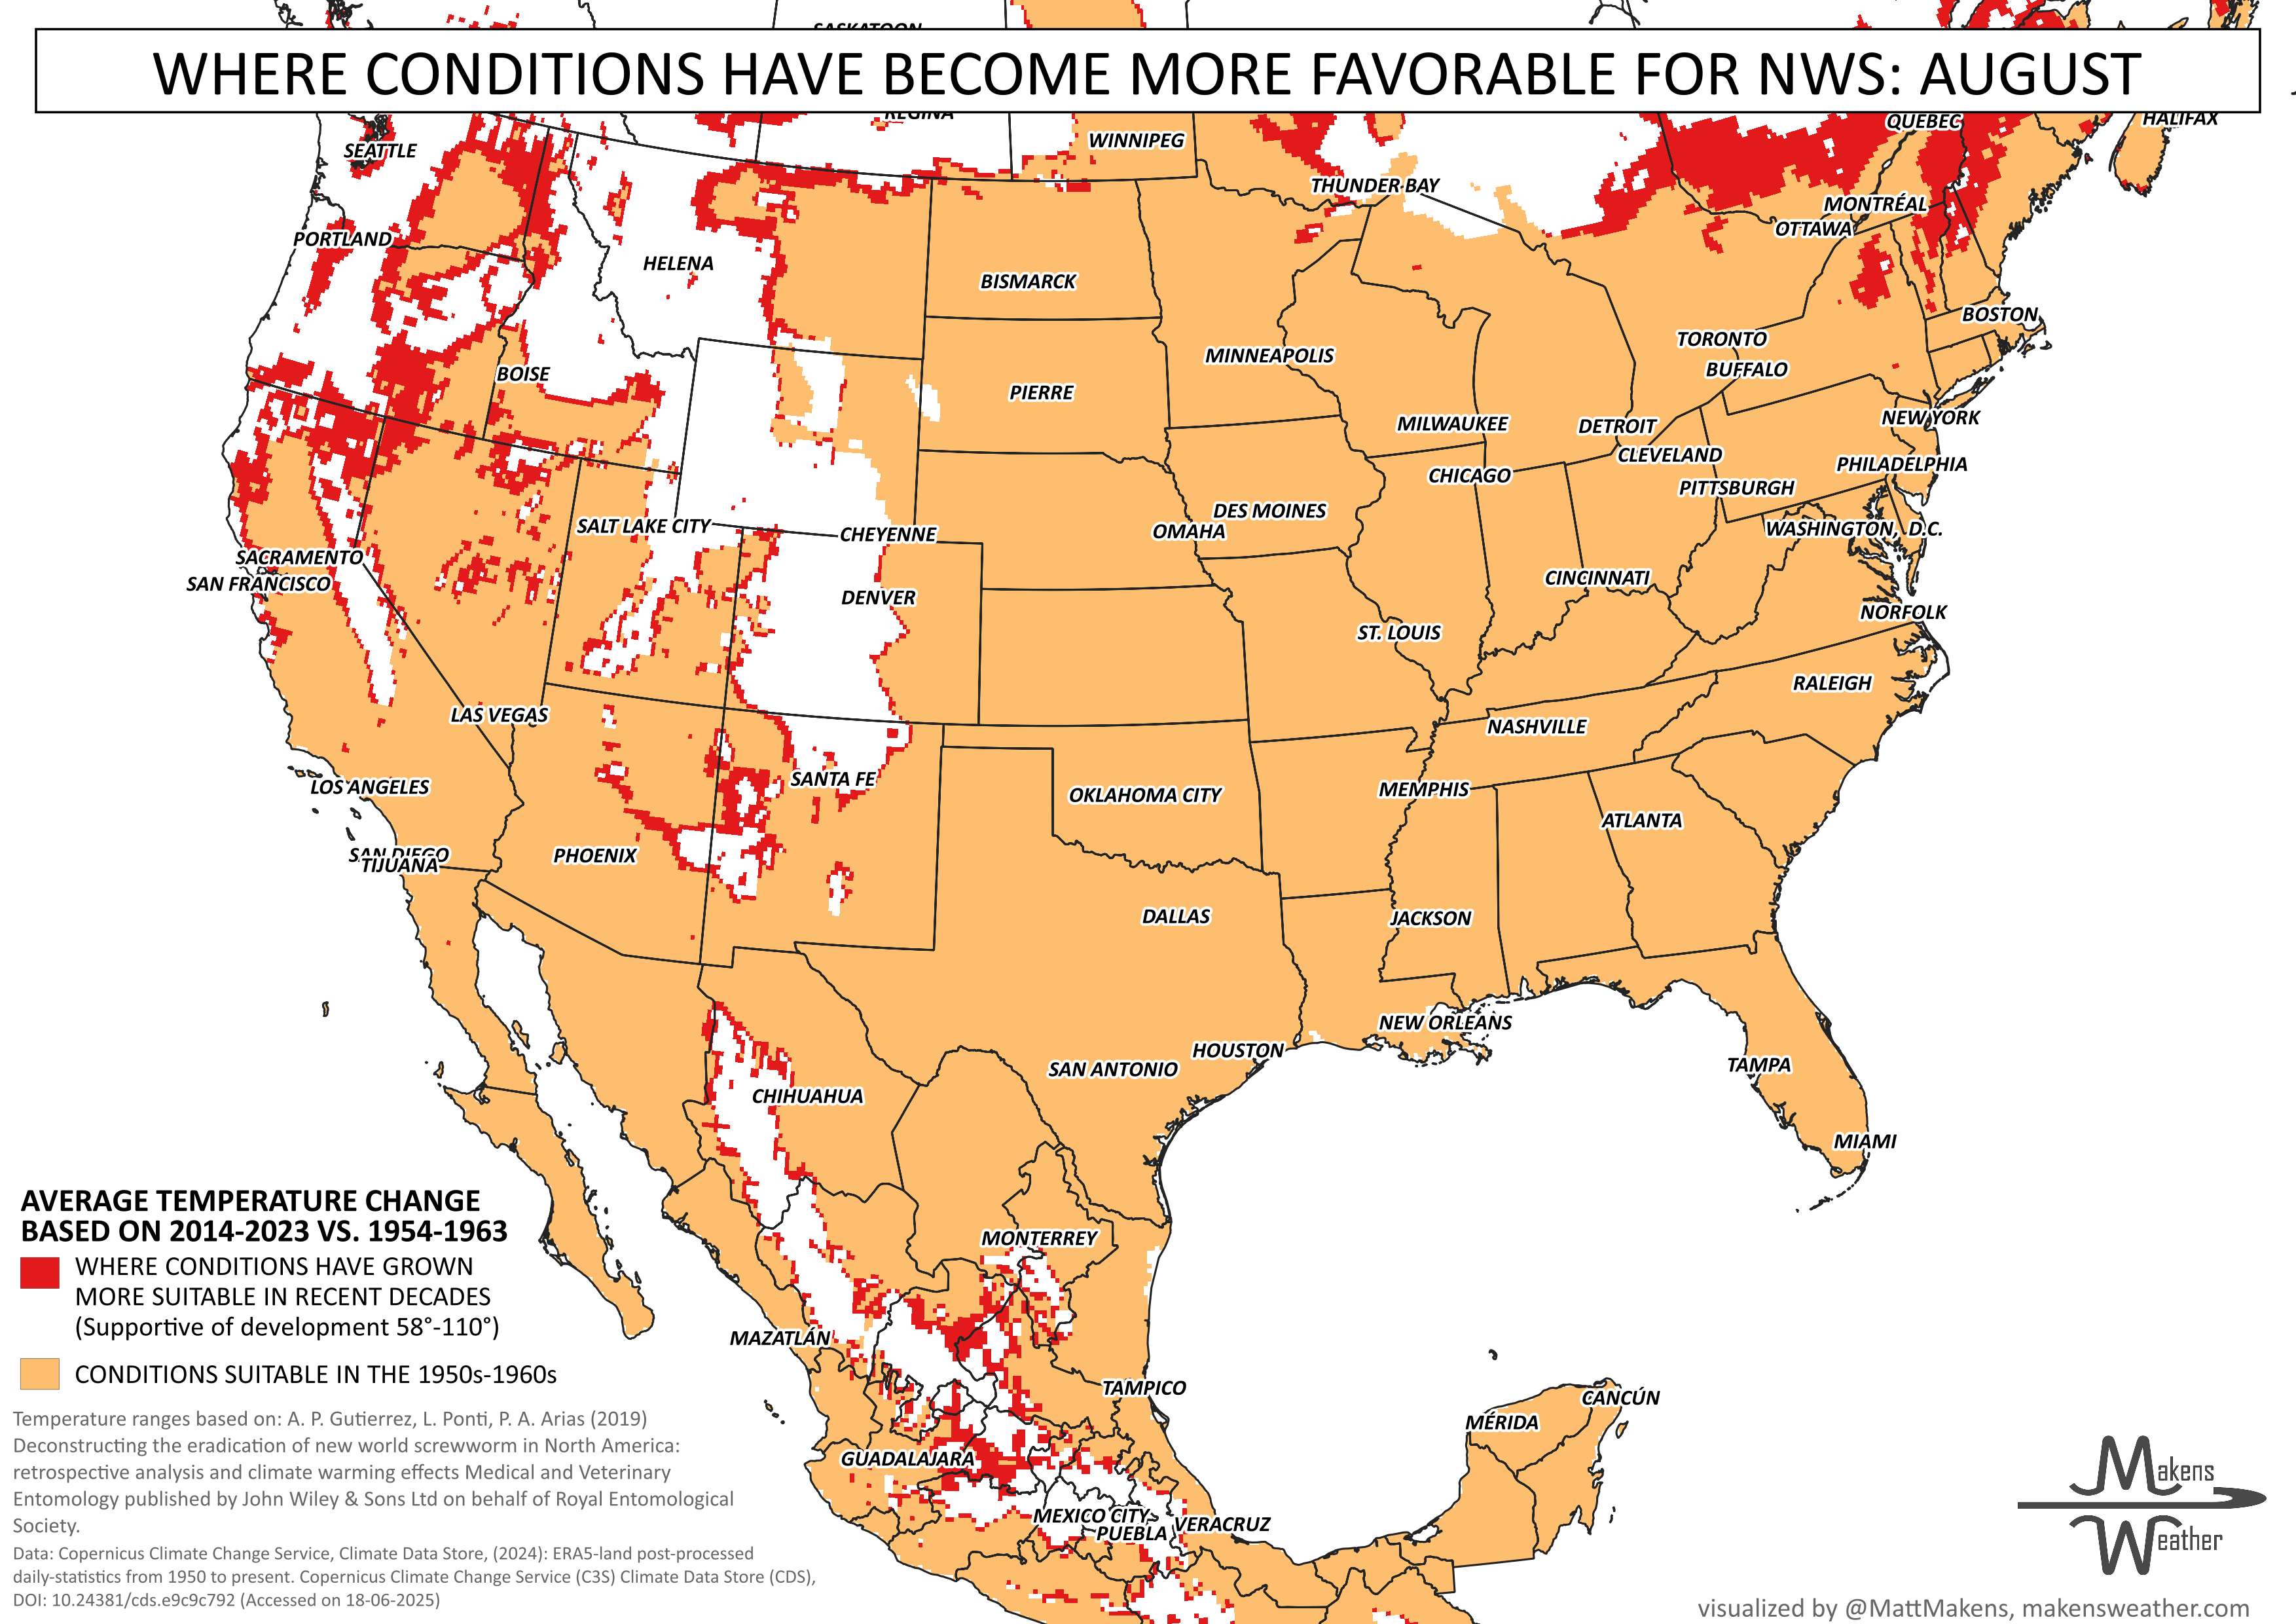 SASKATOON
WHERE CONDITIONS HAVE BECOME MORE FAVORABLE FOR NWS: AUGUST
REGINA
WINNIPEG
QUEBEC
HALIFAX
SEATTLE
THUNDER BAY
MONTRÉAL
OTTAWA
PORTLAND
HELENA
BISMARCK
BOSTON
TORONTO
MINNEAPOLIS
BUFFALO
BOISE
PIERRE
NEW YORK
MILWAUKEE
DETROIT
CLEVELAND
PHILADELPHIA
CHICAGO
PITTSBURGH
DES MOINES
SALT LAKE CITY
CHEYENNE
OMAHA
WASHINGTON, D.C.
SACRAMENTO
SAN FRANCISCO
CINCINNATI
DENVER
NORFOLK
ST. LOUIS
RALEIGH
LAS VEGAS
NASHVILLE
SANTA FE
LOS ANGELES
OKLAHOMA CITY
MEMPHIS
ATLANTA
SAN DIEGO
TIJUANA
PHOENIX
DALLAS
JACKSON
NEW ORLEANS
HOUSTON
SAN ANTONIO
TAMPA
CHIHUAHUA
MIAMI
MONTERREY
MAZATLÁN
TAMPICO
CANCÚN
MÉRIDA
GUADALAJARA
MEXICO CITY
VERACRUZ
PUEBLA
AVERAGE TEMPERATURE CHANGE
BASED ON 2014-2023 VS. 1954-1963
WHERE CONDITIONS HAVE GROWN
MORE SUITABLE IN RECENT DECADES
(Supportive of development 58°-110°)
CONDITIONS SUITABLE IN THE 1950s-1960s
Temperature ranges based on: A. P. Gutierrez, L. Ponti, P. A. Arias (2019)
Deconstructing the eradication of new world screwworm in North America:
retrospective analysis and climate warming effects Medical and Veterinary
Entomology published by John Wiley & Sons Ltd on behalf of Royal Entomological
Society.
Data: Copernicus Climate Change Service, Climate Data Store, (2024): ERA5-land post-processed
daily-statistics from 1950 to present. Copernicus Climate Change Service (C3S) Climate Data Store (CDS),
DOI: 10.24381/cds.e9c9c792 (Accessed on 18-06-2025)
Makens
Weather
visualized by @MattMakens, makensweather.com